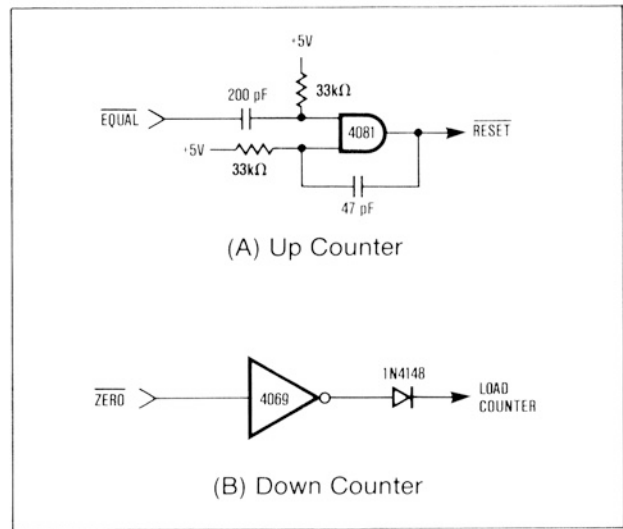 +5V
33kΩ
200 pF
EQUAL
4081
RESET
+5V
33kΩ
47 pF
(A) Up Counter
1N4148
ZERO
4069
LOAD
COUNTER
(B) Down Counter